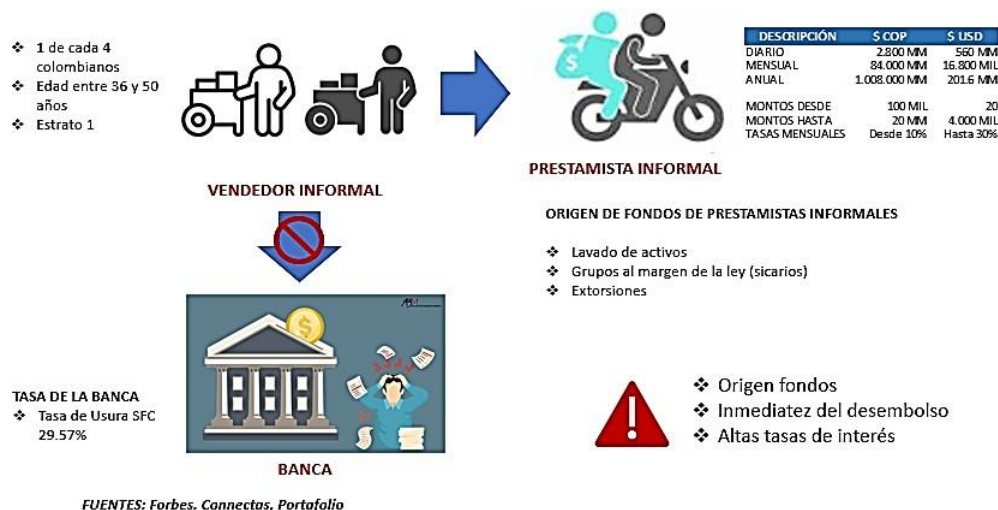 ❖ 1 de cada 4
colombianos
❖ Edad entre 36 y 50
años
❖ Estrato 1
VENDEDOR INFORMAL
PRESTAMISTA INFORMAL
DESCRIPCIÓN $ COP $ USD
DIARIO 2.800 MM 560 MM
MENSUAL 84.000 MM 16.800 MIL
ANUAL 1.008.000 MM 201.6 MM
MONTOS DESDE 100 MIL 20
MONTOS HASTA 20 MM 4.000 MIL
TASAS MENSUALES Desde 10% Hasta 30%
ORIGEN DE FONDOS DE PRESTAMISTAS INFORMALES
❖ Lavado de activos
❖ Grupos al margen de la ley (sicarios)
❖ Extorsiones
TASA DE LA BANCA
❖ Tasa de Usura SFC
29.57%
BANCA
❖ Origen fondos
❖ Inmediatez del desembolso
❖ Altas tasas de interés
FUENTES: Forbes, Connectas, Portafolio